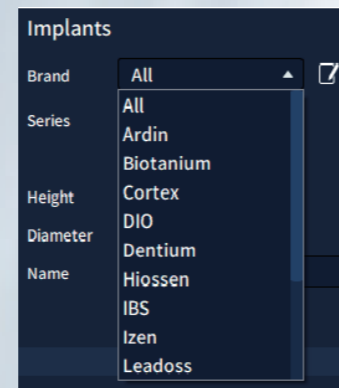 Implants
Brand All
All
Series
Ardin
Biotanium
Cortex
Height
DIO
Diameter
Dentium
Name
Hiossen
IBS
Izen
Leadoss